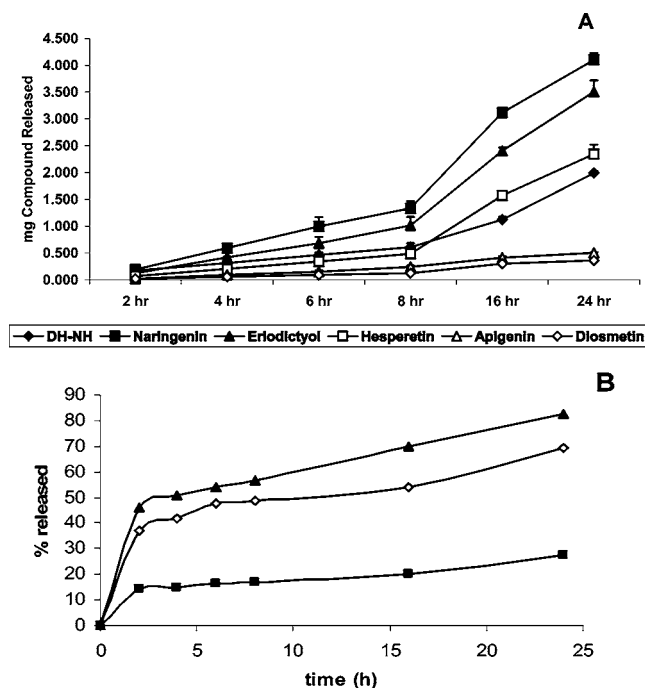 A
4.500
4.000
3.500
3.000
2.500
2.000
1.500
1.000
0.500
0.000
mg Compound Released
2 hr 4 hr 6 hr 8 hr 16 hr 24 hr
DH-NH Naringenin Eriodictyol Hesperetin Apigenin Diosmetin
B
90
80
70
60
50
40
30
20
10
0
% released
0 5 10 15 20 25
time (h)